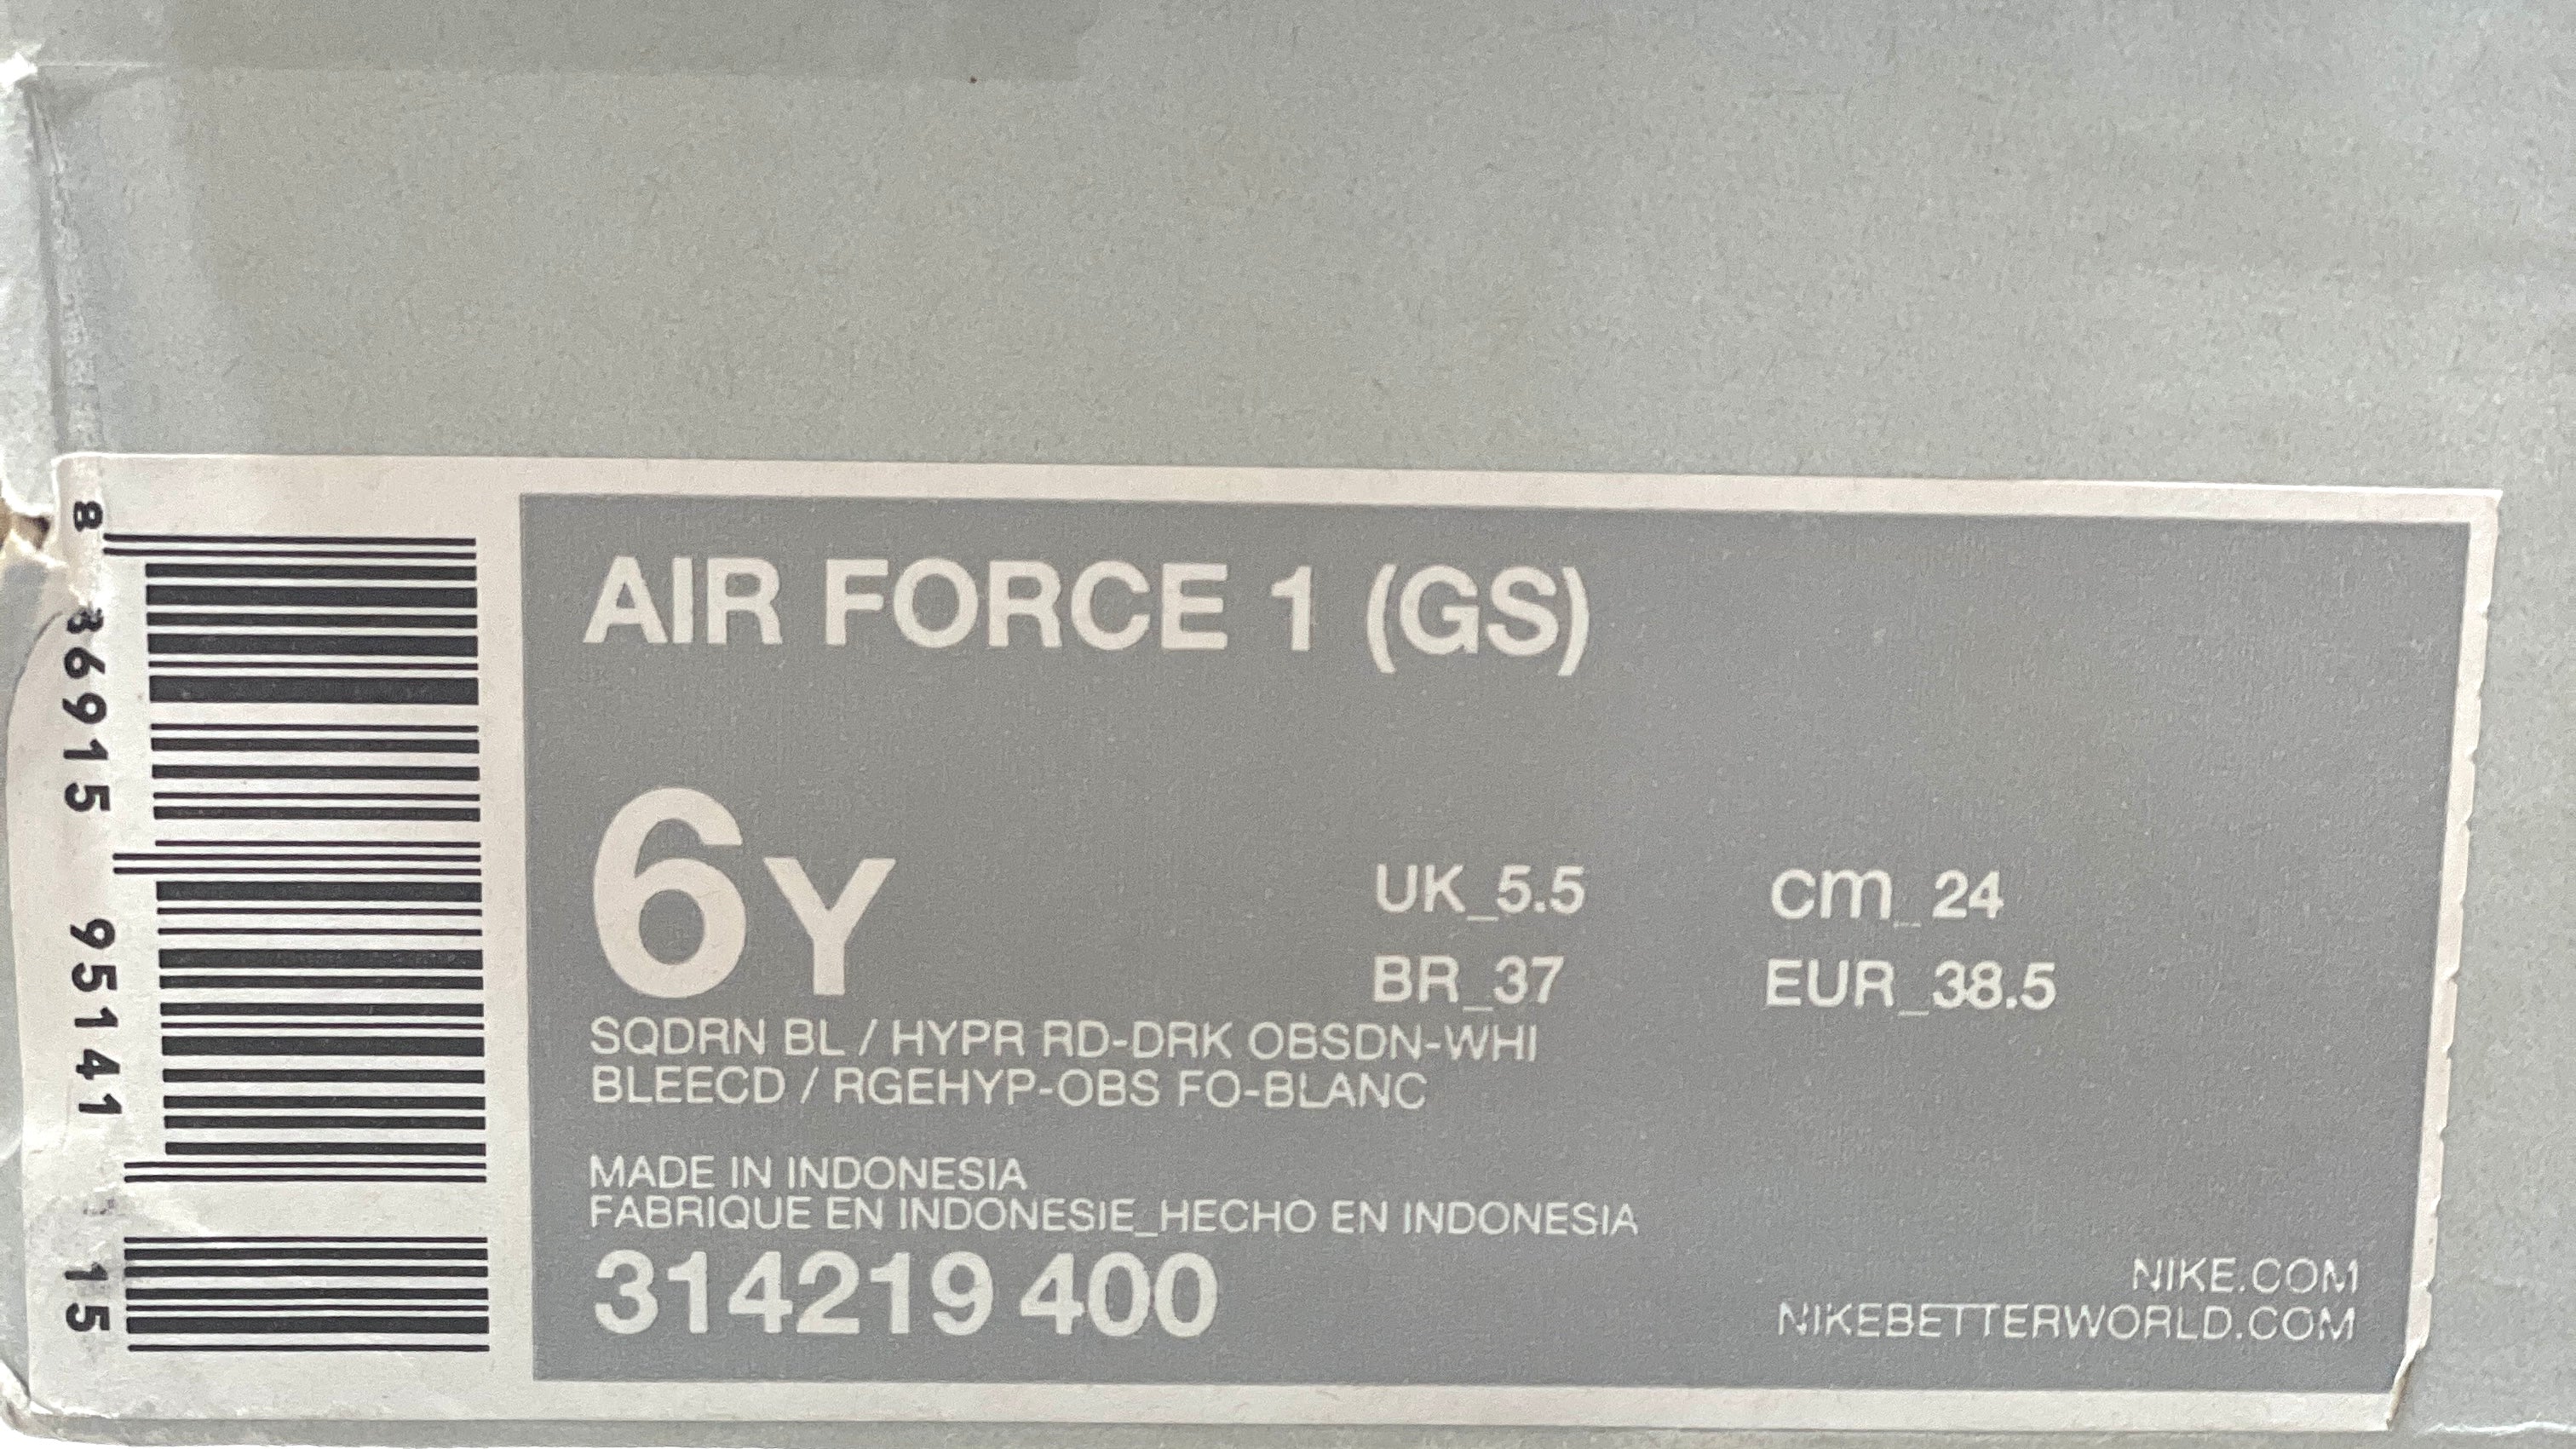 AIR FORCE 1 (GS)
6Y
UK_5.5
cm_24
BR_37
EUR_38.5
SQDRN BL / HYPR RD-DRK OBSDN-WHI
BLEECD / RGEHYP-OBS FO-BLANC
MADE IN INDONESIA
FABRIQUE EN INDONESIE_HECHO EN INDONESIA
314219 400
NIKE.COM
NIKEBETTERWORLD.COM
8 36915 95141 15